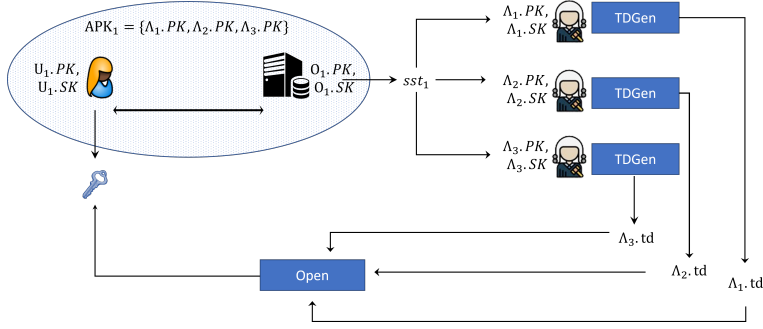 APK₁ = {Λ₁.PK, Λ₂.PK, Λ₃.PK}
U₁.PK,
U₁.SK
O₁.PK,
O₁.SK
sst₁
Λ₁.PK,
Λ₁.SK
TDGen
Λ₂.PK,
Λ₂.SK
TDGen
Λ₃.PK,
Λ₃.SK
TDGen
Λ₃.td
Λ₂.td
Λ₁.td
Open